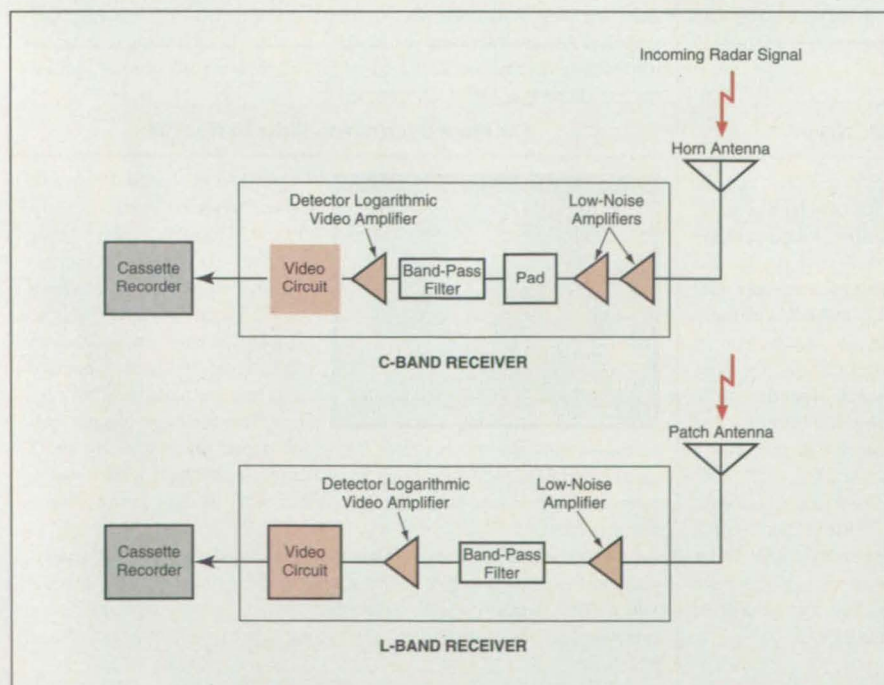 Incoming Radar Signal
Horn Antenna
Detector Logarithmic
Video Amplifier
Low-Noise
Amplifiers
Cassette
Recorder
Video
Circuit
Band-Pass
Filter
Pad
C-BAND RECEIVER
Patch Antenna
Detector Logarithmic
Video Amplifier
Low-Noise
Amplifier
Cassette
Recorder
Video
Circuit
Band-Pass
Filter
L-BAND RECEIVER